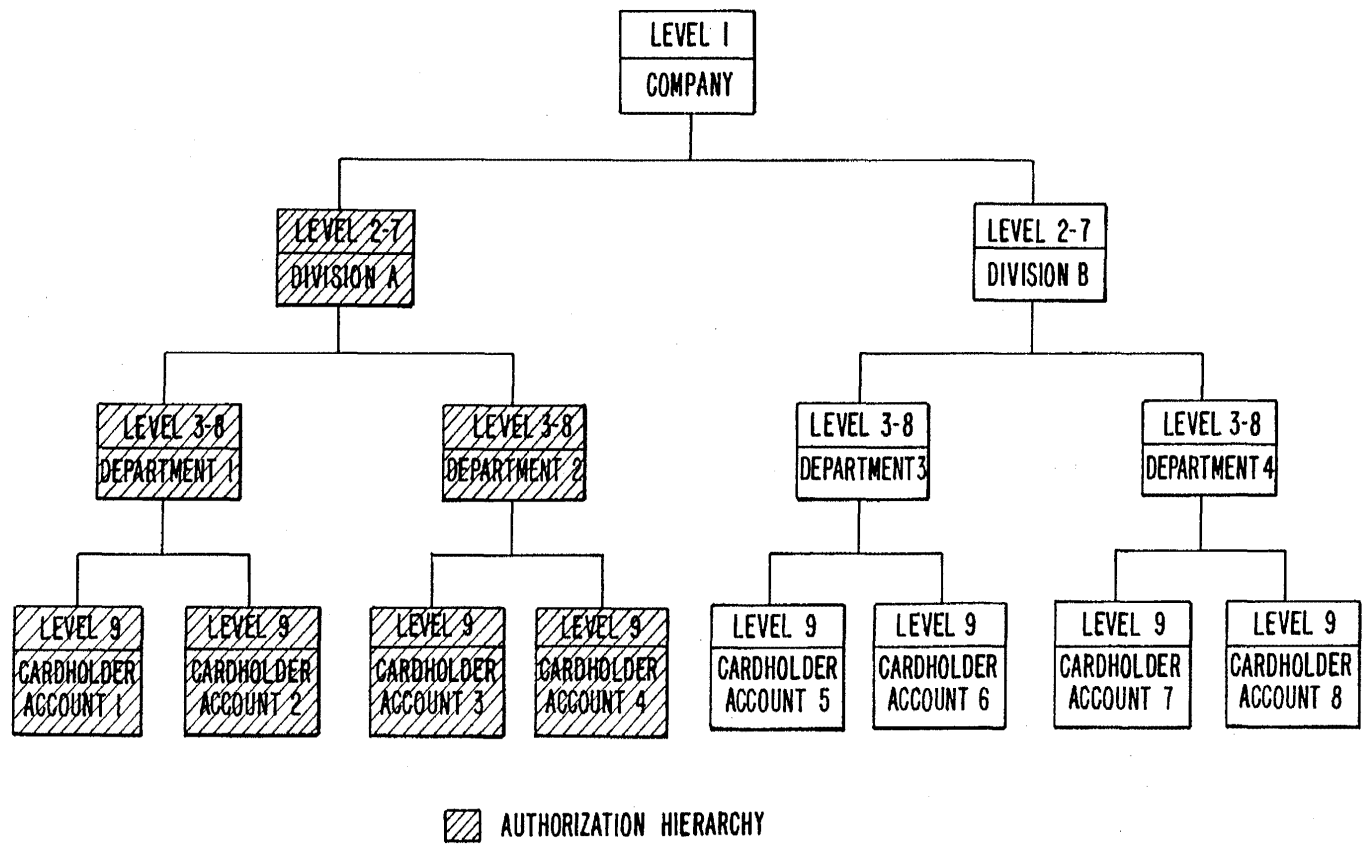 LEVEL 1
COMPANY
LEVEL 2-7
DIVISION A
LEVEL 2-7
DIVISION B
LEVEL 3-8
DEPARTMENT 1
LEVEL 3-8
DEPARTMENT 2
LEVEL 3-8
DEPARTMENT 3
LEVEL 3-8
DEPARTMENT 4
LEVEL 9
CARDHOLDER
ACCOUNT 1
LEVEL 9
CARDHOLDER
ACCOUNT 2
LEVEL 9
CARDHOLDER
ACCOUNT 3
LEVEL 9
CARDHOLDER
ACCOUNT 4
LEVEL 9
CARDHOLDER
ACCOUNT 5
LEVEL 9
CARDHOLDER
ACCOUNT 6
LEVEL 9
CARDHOLDER
ACCOUNT 7
LEVEL 9
CARDHOLDER
ACCOUNT 8
AUTHORIZATION HIERARCHY